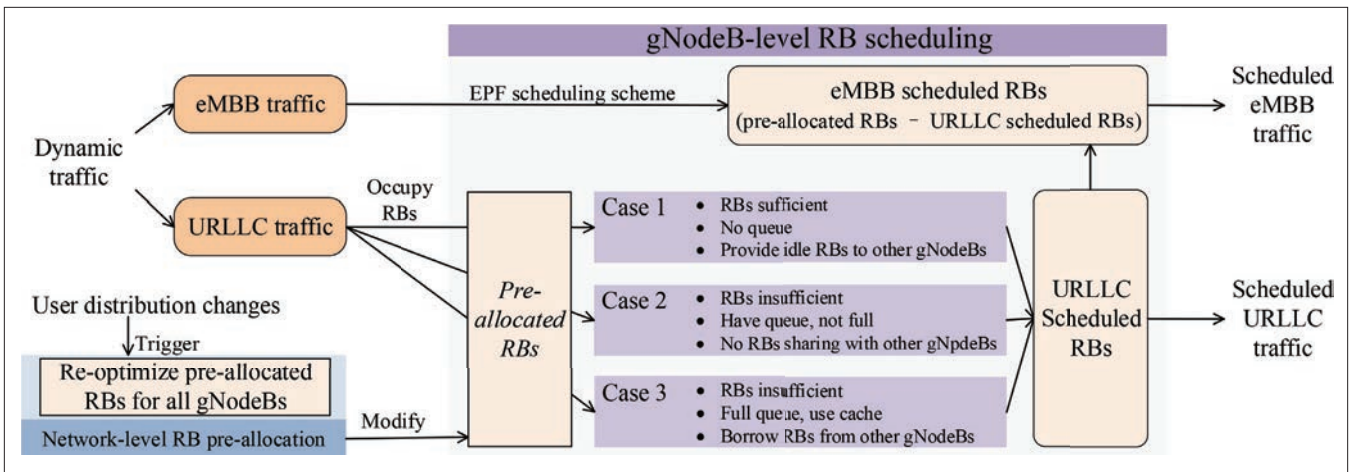 gNodeB-level RB scheduling
Dynamic
traffic
eMBB traffic
EPF scheduling scheme
eMBB scheduled RBs
(pre-allocated RBs - URLLC scheduled RBs)
Scheduled
eMBB
traffic
URLLC traffic
Occupy
RBs
Pre-
allocated
RBs
Case 1
• RBs sufficient
• No queue
• Provide idle RBs to other gNodeBs
Case 2
• RBs insufficient
• Have queue, not full
• No RBs sharing with other gNpdeBs
Case 3
• RBs insufficient
• Full queue, use cache
• Borrow RBs from other gNodeBs
URLLC
Scheduled
RBs
Scheduled
URLLC
traffic
User distribution changes
Trigger
Re-optimize pre-allocated
RBs for all gNodeBs
Network-level RB pre-allocation
Modify